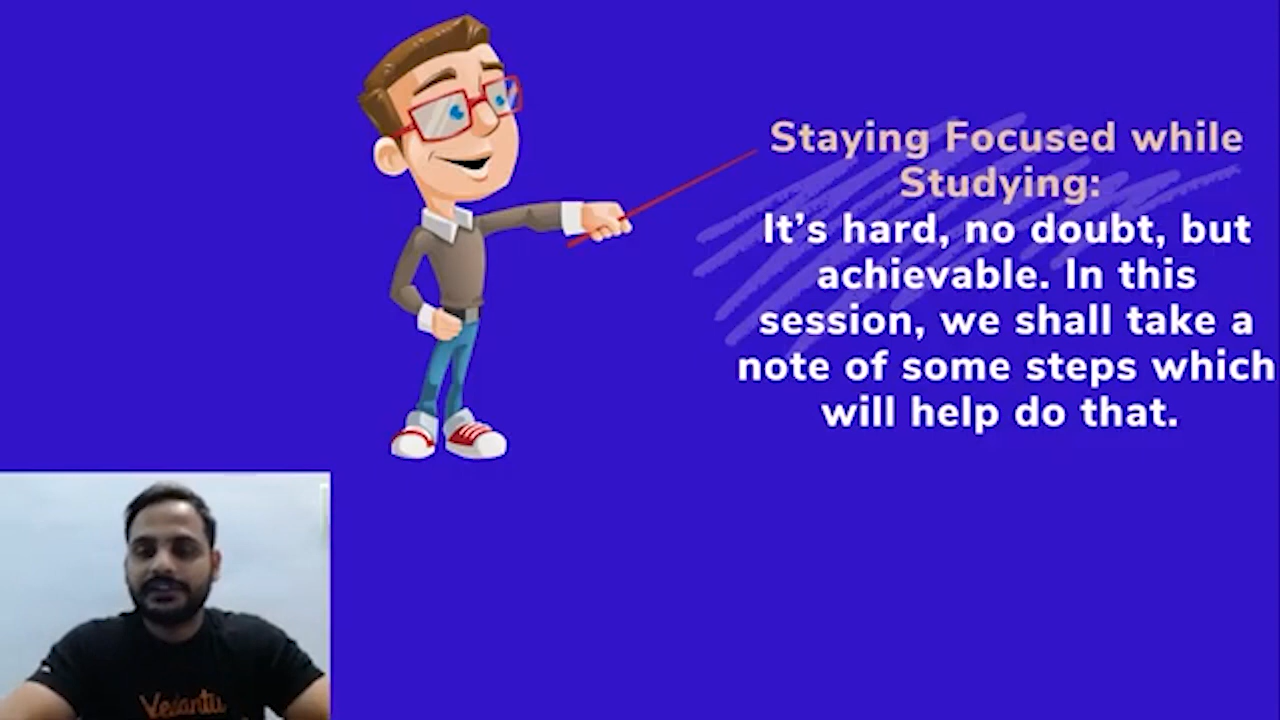 Staying Focused while
Studying:
It's hard, no doubt, but
achievable. In this
session, we shall take a
note of some steps which
will help do that.
Vedantu